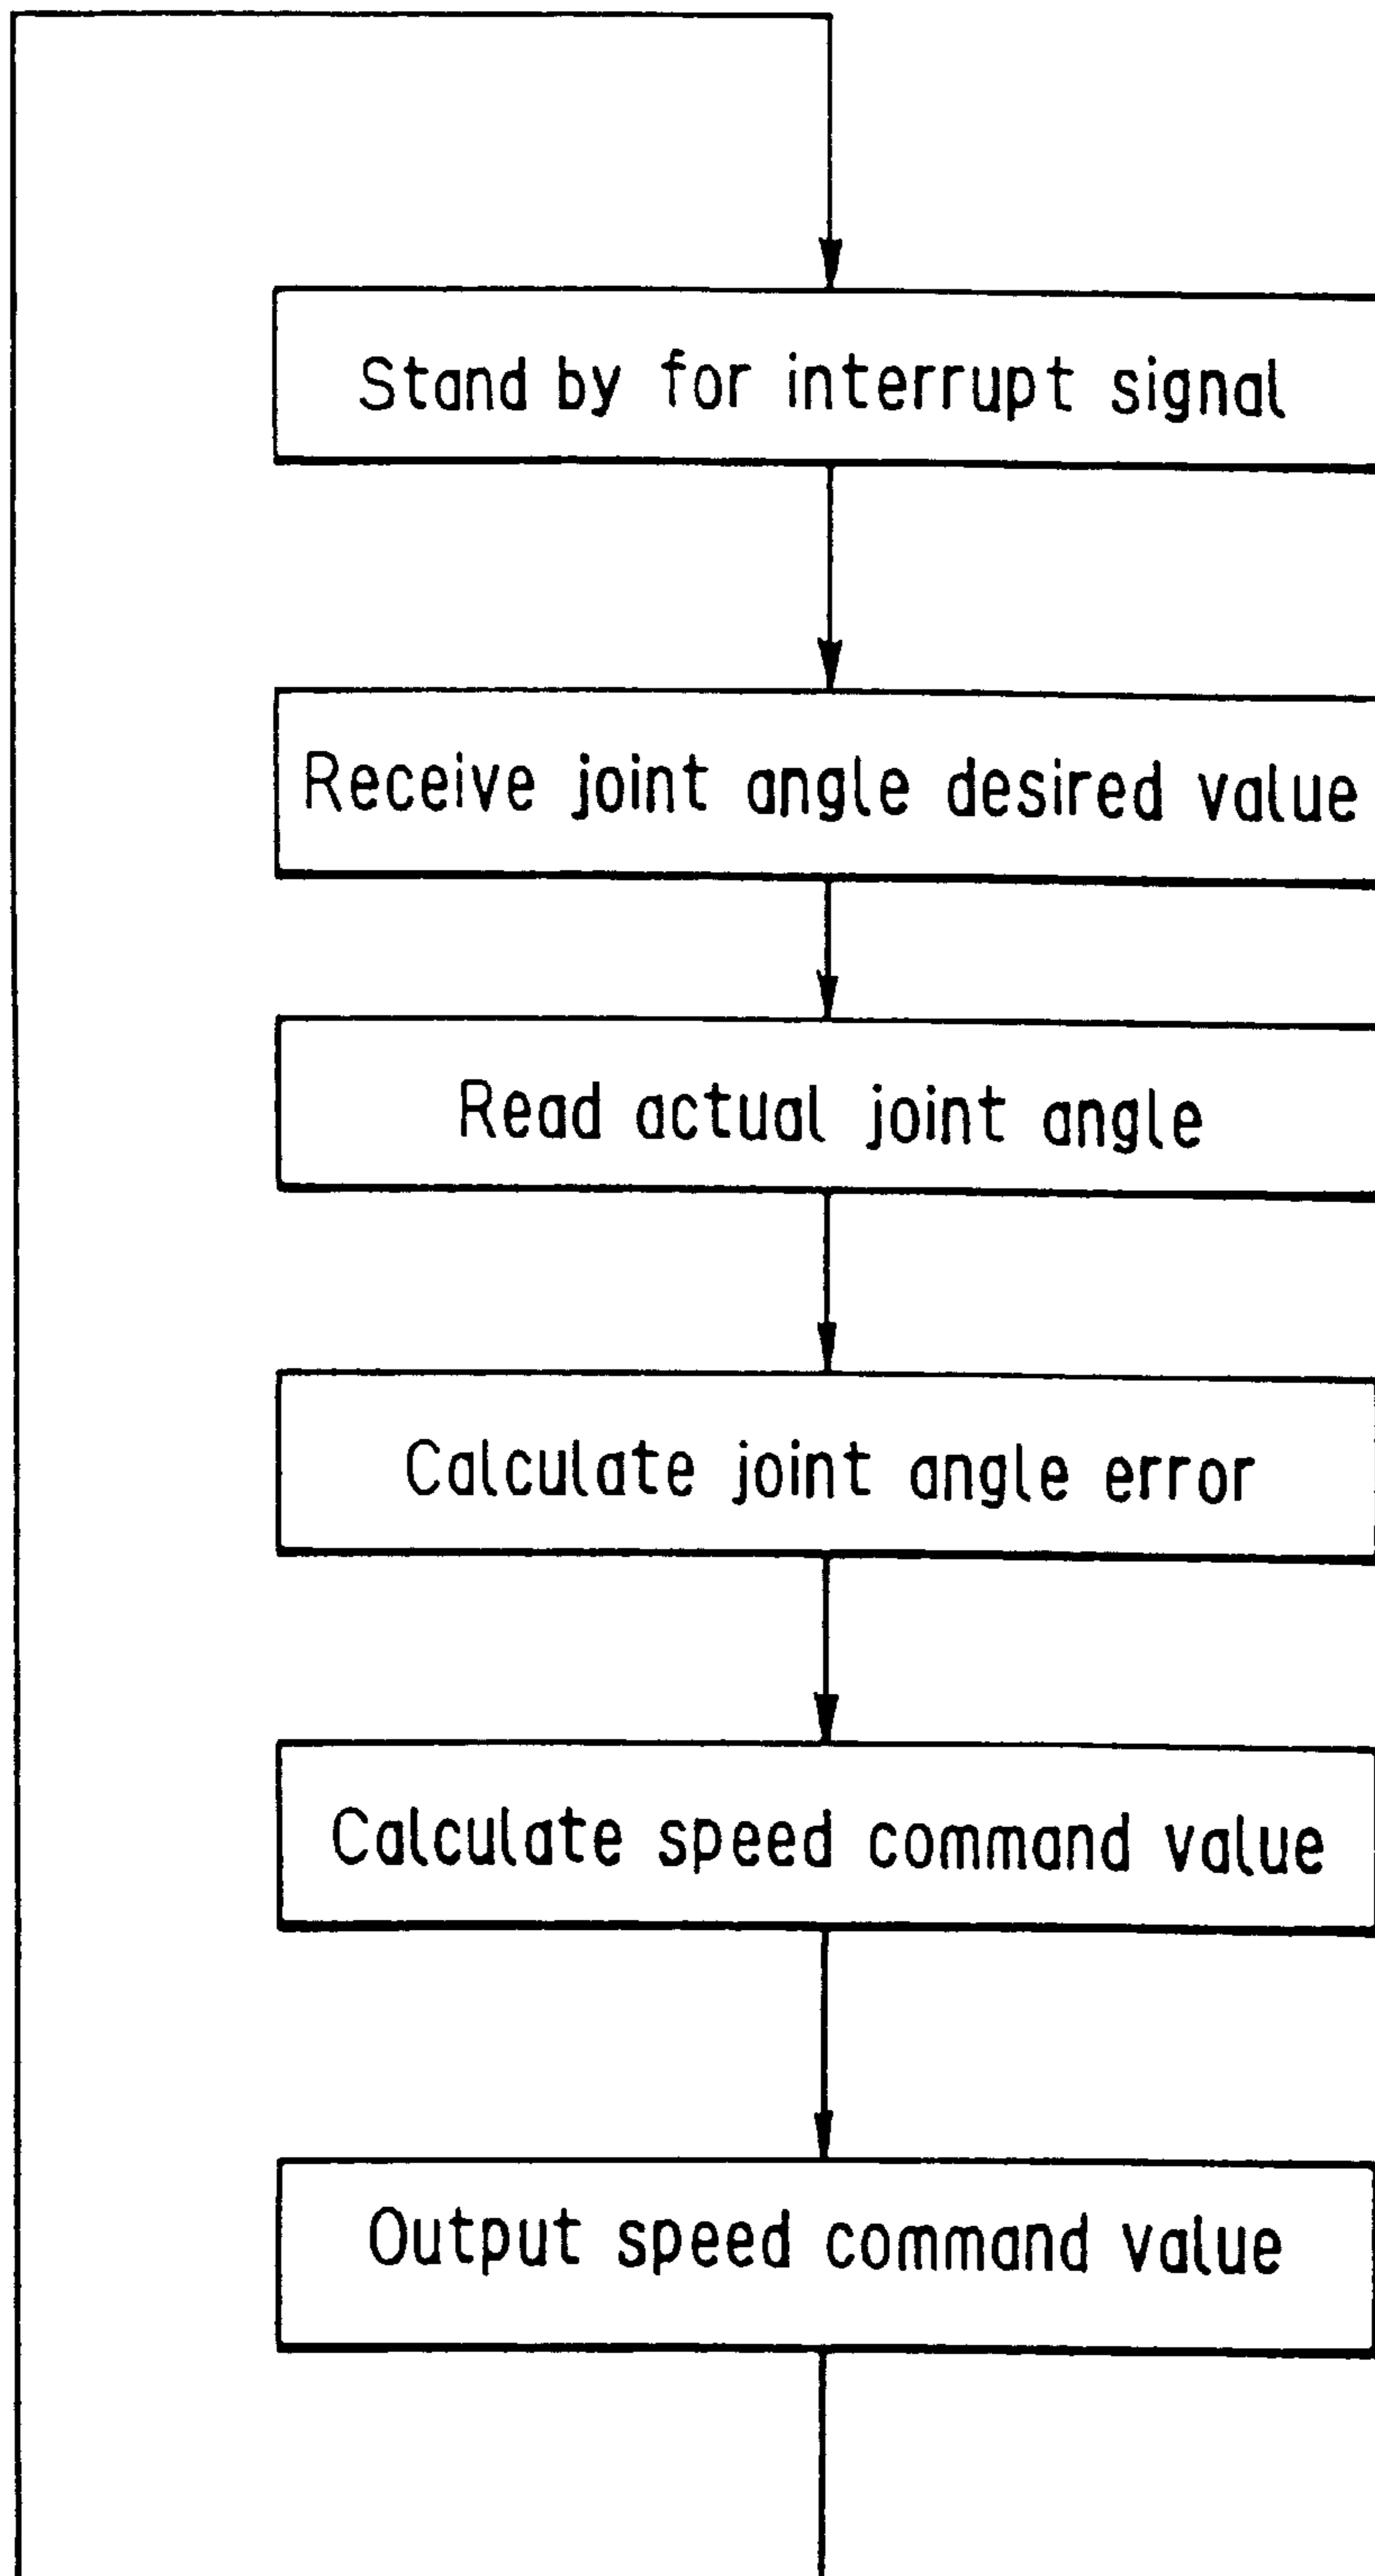 Stand by for interrupt signal
Receive joint angle desired value
Read actual joint angle
Calculate joint angle error
Calculate speed command value
Output speed command value